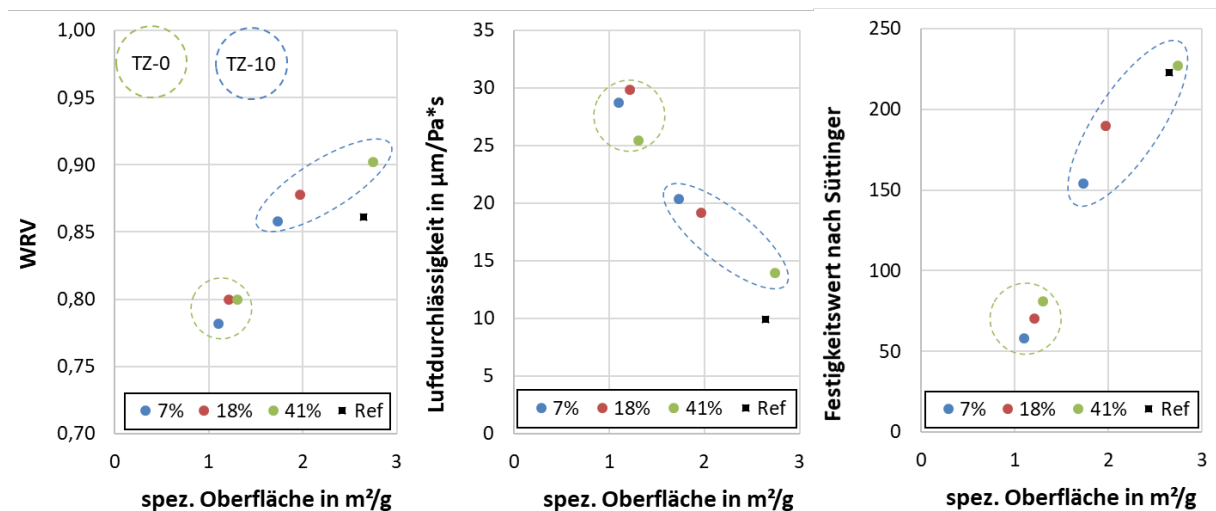 WRV
1,00
0,95
0,90
0,85
0,80
0,75
0,70
TZ-0
TZ-10
7% 18% 41% Ref
0 1 2 3
spez. Oberfläche in m²/g
Luftdurchlässigkeit in µm/Pa*s
35
30
25
20
15
10
5
0
7% 18% 41% Ref
0 1 2 3
spez. Oberfläche in m²/g
Festigkeitswert nach Süttinger
250
200
150
100
50
0
7% 18% 41% Ref
0 1 2 3
spez. Oberfläche in m²/g